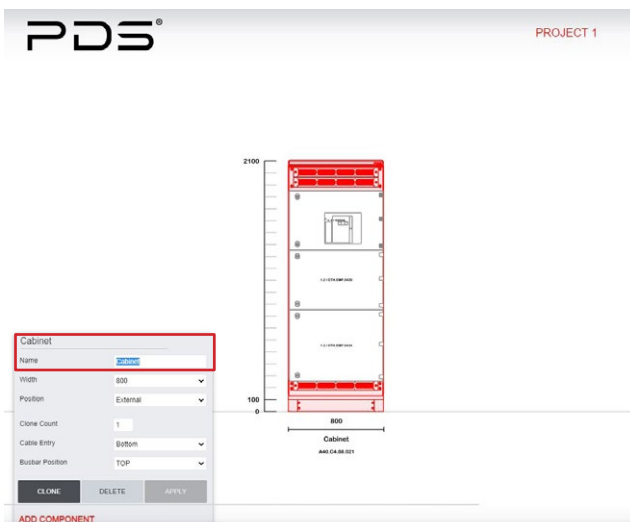 PDS®
PROJECT 1
2100
100
0
800
Cabinet
A40.C4.88.021
Cabinet
Name Cabinet
Width 800
Position External
Clone Count 1
Cable Entry Bottom
Busbar Position TOP
CLONE DELETE APPLY
ADD COMPONENT